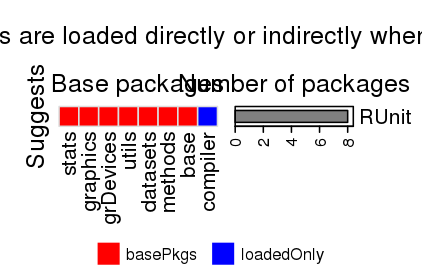 s are loaded directly or indirectly wher
Base packages
Number of packages
Suggests
RUnit
stats
graphics
grDevices
utils
datasets
methods
base
compiler
0
2
4
6
8
basePkgs
loadedOnly